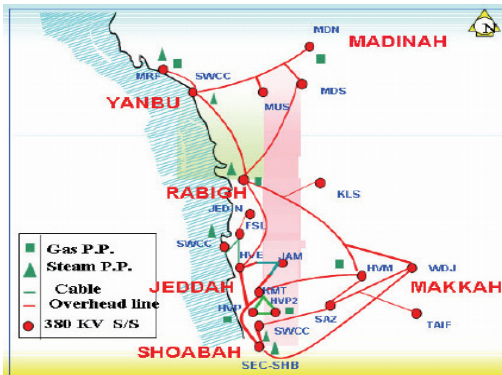 N
MDN
MADINAH
MRF
SWCC
YANBU
MUS
MDS
RABIGH
KLS
JED-N
FSL
SWCC
HVE
JAM
JEDDAH
HVM
WDJ
MAKKAH
RMT
HVP
HVP2
SAZ
TAIF
SWCC
SHOABAH
SEC-SHB
Gas P.P.
Steam P.P.
Cable
Overhead line
380 KV S/S